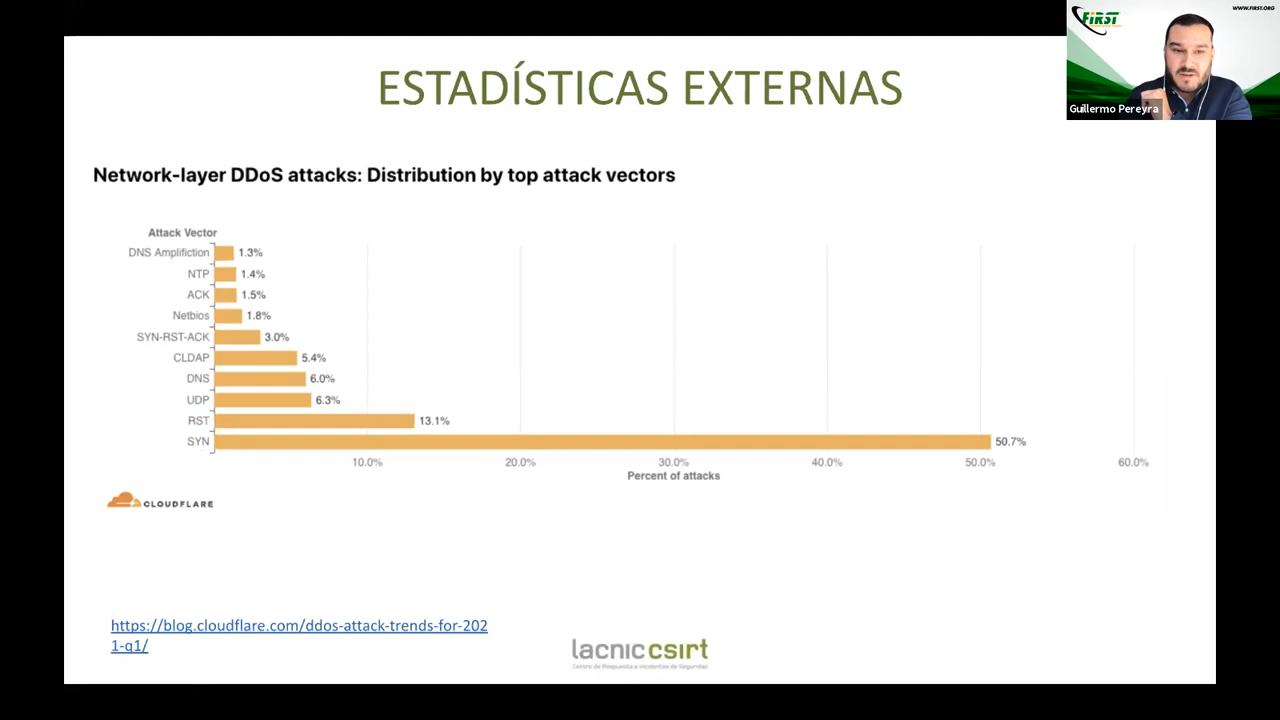 WWW.FIRST.ORG
FiRST
Guillermo Pereyra
ESTADÍSTICAS EXTERNAS
Network-layer DDoS attacks: Distribution by top attack vectors
Attack Vector
DNS Amplifiction 1.3%
NTP 1.4%
ACK 1.5%
Netbios 1.8%
SYN-RST-ACK 3.0%
CLDAP 5.4%
DNS 6.0%
UDP 6.3%
RST 13.1%
SYN 50.7%
10.0% 20.0% 30.0% 40.0% 50.0% 60.0%
Percent of attacks
CLOUDFLARE
https://blog.cloudflare.com/ddos-attack-trends-for-202
1-q1/
lacniccsirt
Centro de Respuesta a Incidentes de Seguridad